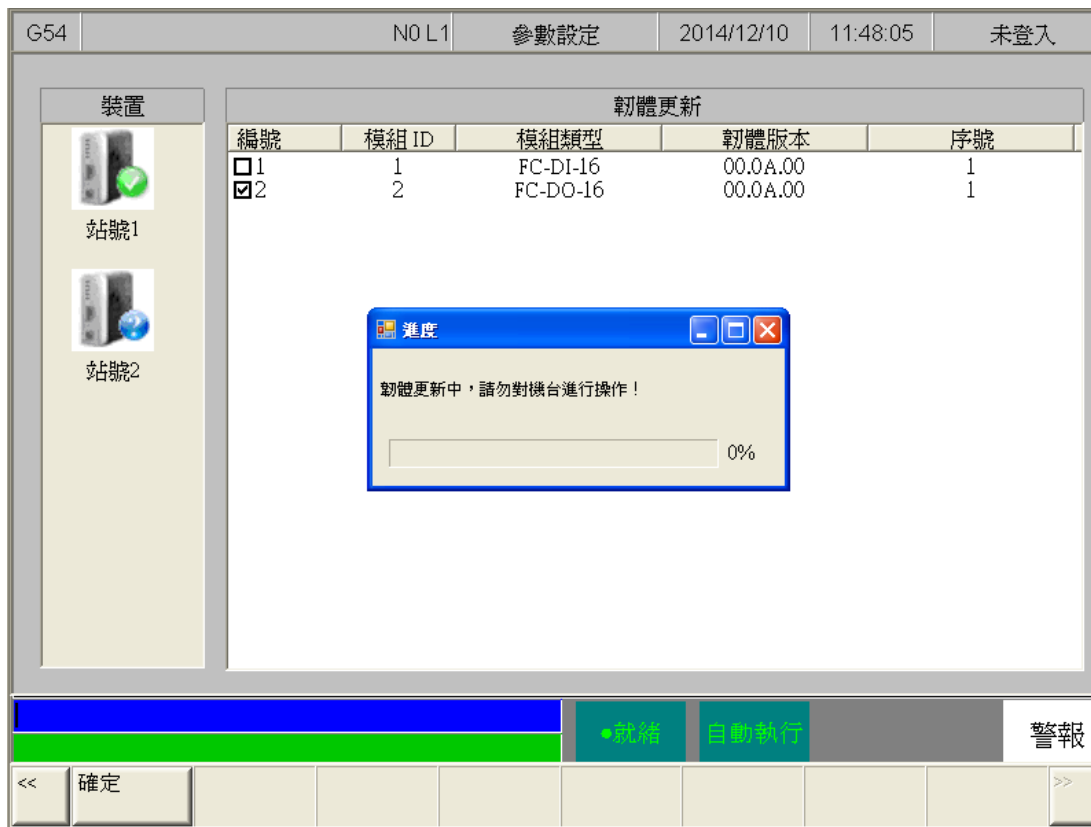 G54 N0 L1 參數設定 2014/12/10 11:48:05 未登入
裝置
站號1
站號2
韌體更新
編號 模組 ID 模組類型 韌體版本 序號
1 1 FC-DI-16 00.0A.00 1
2 2 FC-DO-16 00.0A.00 1
進度
韌體更新中，請勿對機台進行操作！
0%
●就緒 自動執行 警報
<< 確定 >>